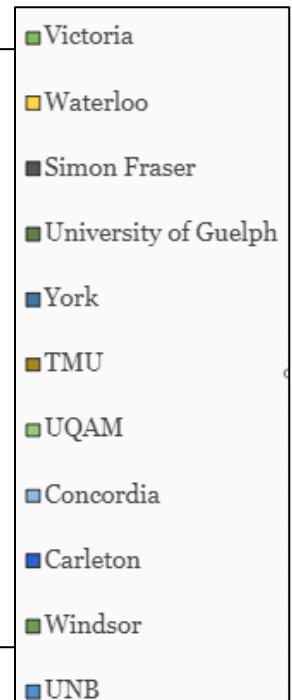 Victoria
Waterloo
Simon Fraser
University of Guelph
York
TMU
UQAM
Concordia
Carleton
Windsor
UNB